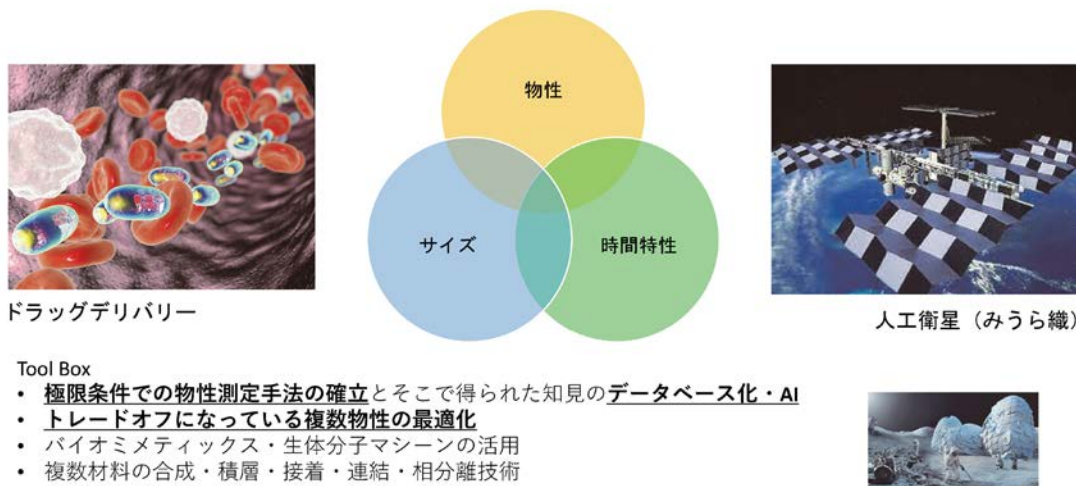 物性
サイズ
時間特性
ドラッグデリバリー
人工衛星（みうら織）
Tool Box
• 極限条件での物性測定手法の確立とそこで得られた知見のデータベース化・AI
• トレードオフになっている複数物性の最適化
• バイオミメティックス・生体分子マシーンの活用
• 複数材料の合成・積層・接着・連結・相分離技術